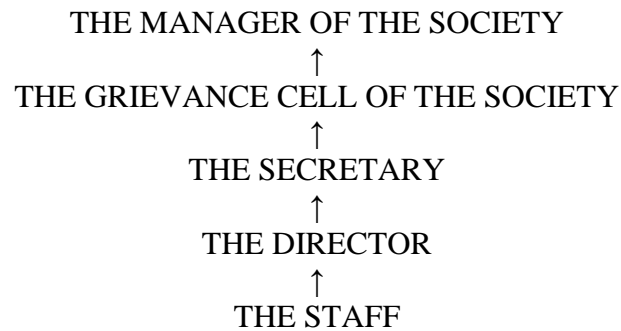 THE MANAGER OF THE SOCIETY
↑
THE GRIEVANCE CELL OF THE SOCIETY
↑
THE SECRETARY
↑
THE DIRECTOR
↑
THE STAFF